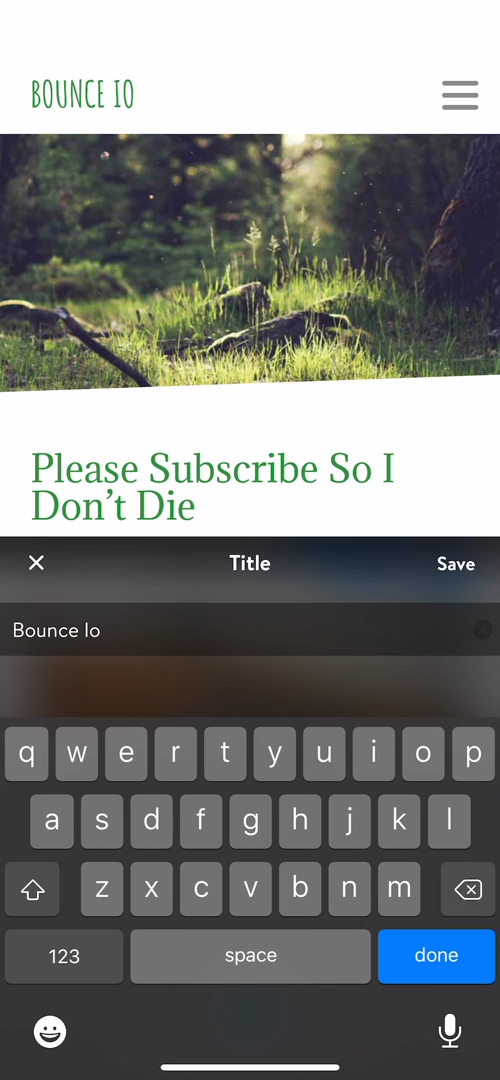 BOUNCE IO
Please Subscribe So I
Don’t Die
Title
Save
Bounce Io
q w e r t y u i o p
a s d f g h j k l
z x c v b n m
123 space done